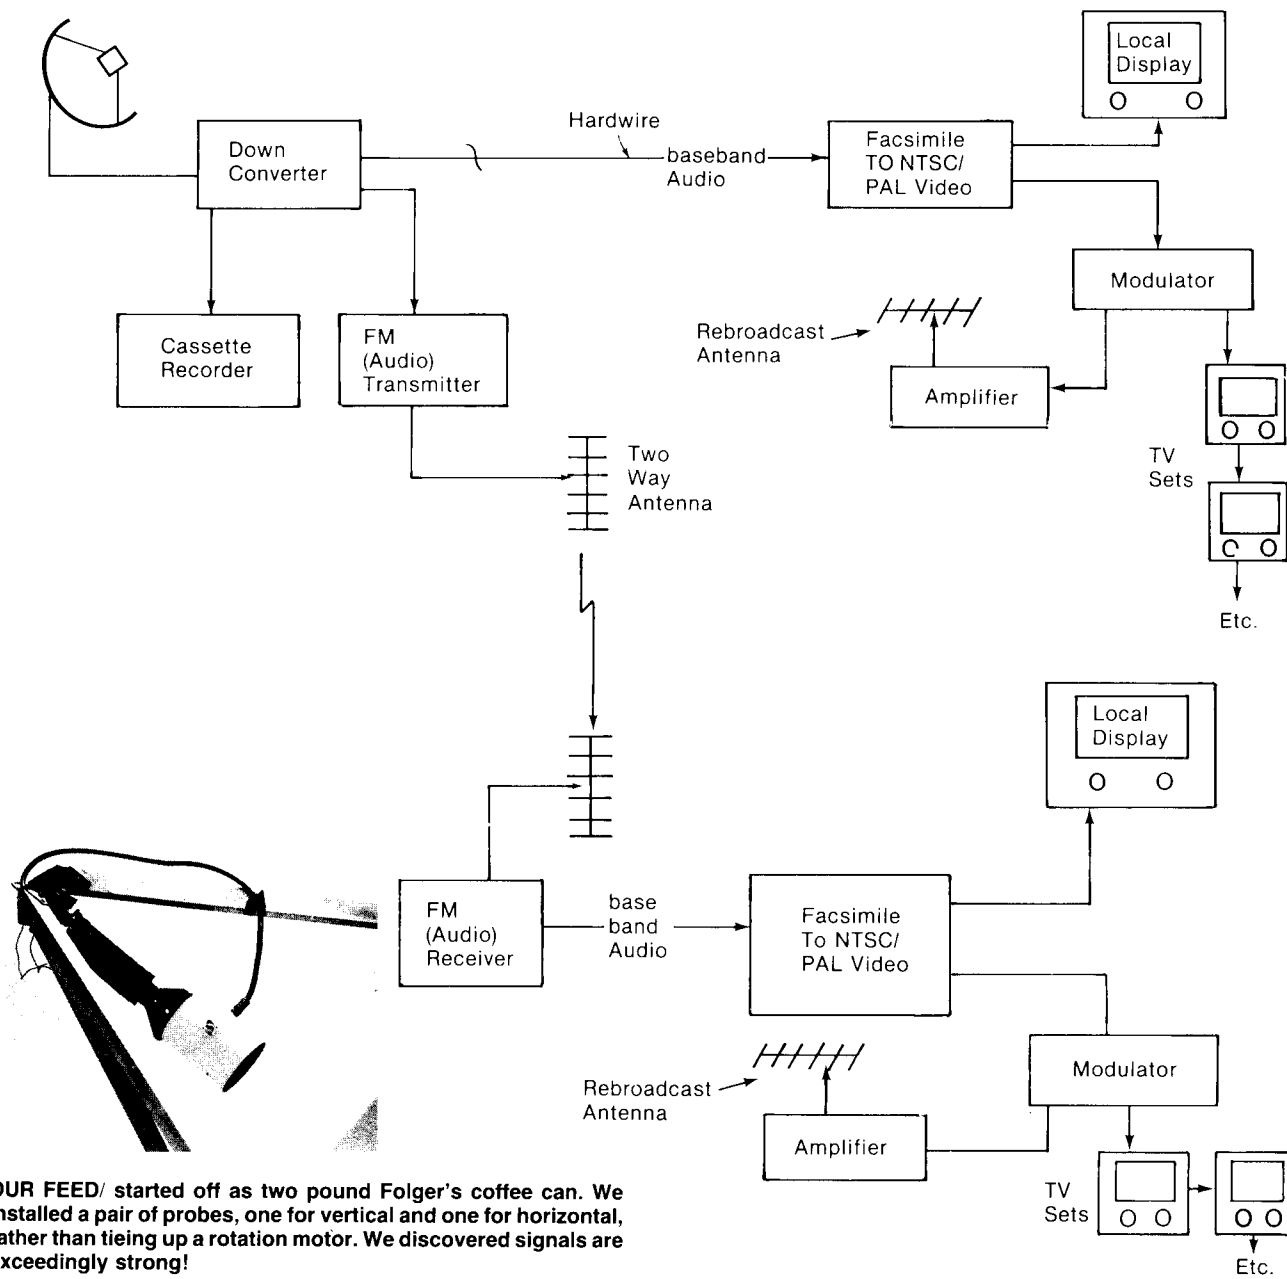 Local
Display
Hardwire
Down
Converter
baseband
Audio
Facsimile
TO NTSC/
PAL Video
Modulator
Rebroadcast
Antenna
Cassette
Recorder
FM
(Audio)
Transmitter
Amplifier
Two
Way
Antenna
TV
Sets
Etc.
Local
Display
FM
(Audio)
Receiver
base
band
Audio
Facsimile
To NTSC/
PAL Video
Modulator
Rebroadcast
Antenna
Amplifier
TV
Sets
Etc.
OUR FEED/ started off as two pound Folger's coffee can. We
nstalled a pair of probes, one for vertical and one for horizontal,
ather than tieing up a rotation motor. We discovered signals are
xceedingly strong!